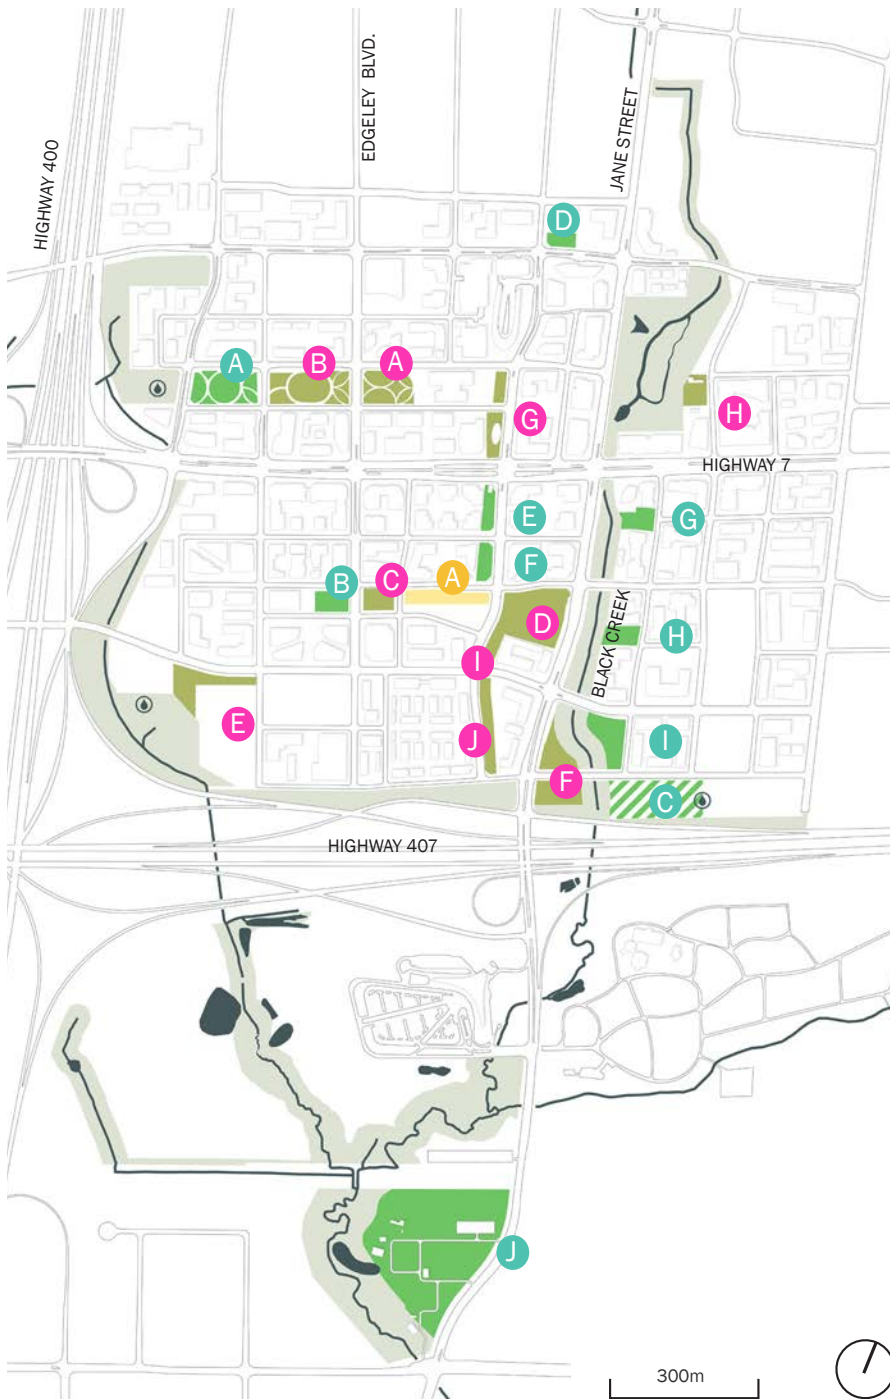 EDGELEY BLVD.
JANE STREET
HIGHWAY 400
D
A
B
A
G
H
HIGHWAY 7
E
G
F
B
C
A
D
BLACK CREEK
H
I
E
J
I
F
C
HIGHWAY 407
J
300m